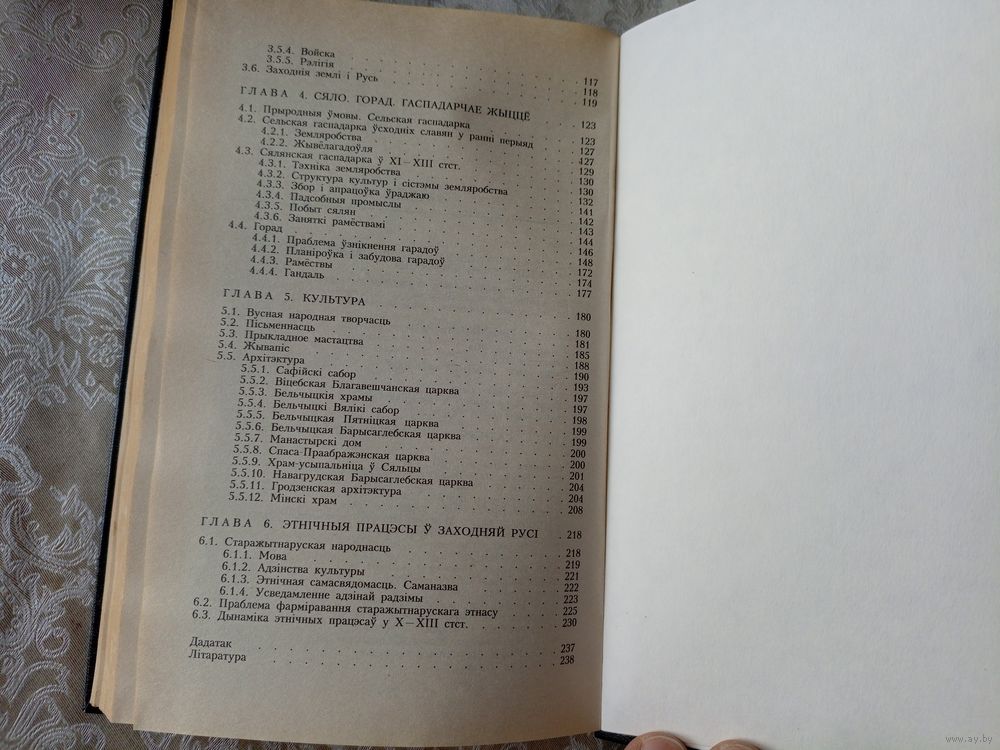 3.5.4. Войска . . . 117
3.5.5. Рэлігія . . . 118
3.6. Заходнія землі і Русь . . . 119
ГЛАВА 4. СЯЛО. ГОРАД. ГАСПАДАРЧАЕ ЖЫЦЦЁ . . . 123
4.1. Прыродныя ўмовы. Сельская гаспадарка . . . 123
4.2. Сельская гаспадарка ўсходніх славян у ранні перыяд . . . 127
4.2.1. Земляробства . . . 427
4.2.2. Жывёлагадоўля . . . 129
4.3. Сялянская гаспадарка ў XI—XIII стст. . . . 130
4.3.1. Тэхніка земляробства . . . 130
4.3.2. Структура культур і сістэмы земляробства . . . 132
4.3.3. Збор і апрацоўка ўраджаю . . . 141
4.3.4. Падсобныя промыслы . . . 142
4.3.5. Побыт сялян . . . 143
4.3.6. Заняткі рамёствамі . . . 144
4.4. Горад . . . 146
4.4.1. Праблема ўзнікнення гарадоў . . . 148
4.4.2. Планіроўка і забудова гарадоў . . . 172
4.4.3. Рамёствы . . . 174
4.4.4. Гандаль . . . 177
ГЛАВА 5. КУЛЬТУРА . . . 180
5.1. Вусная народная творчасць . . . 180
5.2. Пісьменнасць . . . 181
5.3. Прыкладное мастацтва . . . 185
5.4. Жывапіс . . . 188
5.5. Архітэктура . . . 190
5.5.1. Сафійскі сабор . . . 193
5.5.2. Віцебская Благавешчанская царква . . . 197
5.5.3. Бельчыцкія храмы . . . 197
5.5.4. Бельчыцкі Вялікі сабор . . . 198
5.5.5. Бельчыцкая Пятніцкая царква . . . 199
5.5.6. Бельчыцкая Барысаглебская царква . . . 199
5.5.7. Манастырскі дом . . . 200
5.5.8. Спаса-Праабражэнская царква . . . 200
5.5.9. Храм-усыпальніца ў Сяльцы . . . 201
5.5.10. Навагрудская Барысаглебская царква . . . 204
5.5.11. Гродзенская архітэктура . . . 204
5.5.12. Мінскі храм . . . 208
ГЛАВА 6. ЭТНІЧНЫЯ ПРАЦЭСЫ Ў ЗАХОДНЯЙ РУСІ . 218
6.1. Старажытнаруская народнасць . . . 218
6.1.1. Мова . . . 219
6.1.2. Адзінства культуры . . . 221
6.1.3. Этнічная самасвядомасць. Саманазва . . . 222
6.1.4. Усведамленне адзінай радзімы . . . 223
6.2. Праблема фарміравання старажытнарускага этнасу . . . 225
6.3. Дынаміка этнічных працэсаў у X—XIII стст. . . . 230
Дадатак . . . 237
Літаратура . . . 238
www.ay.by